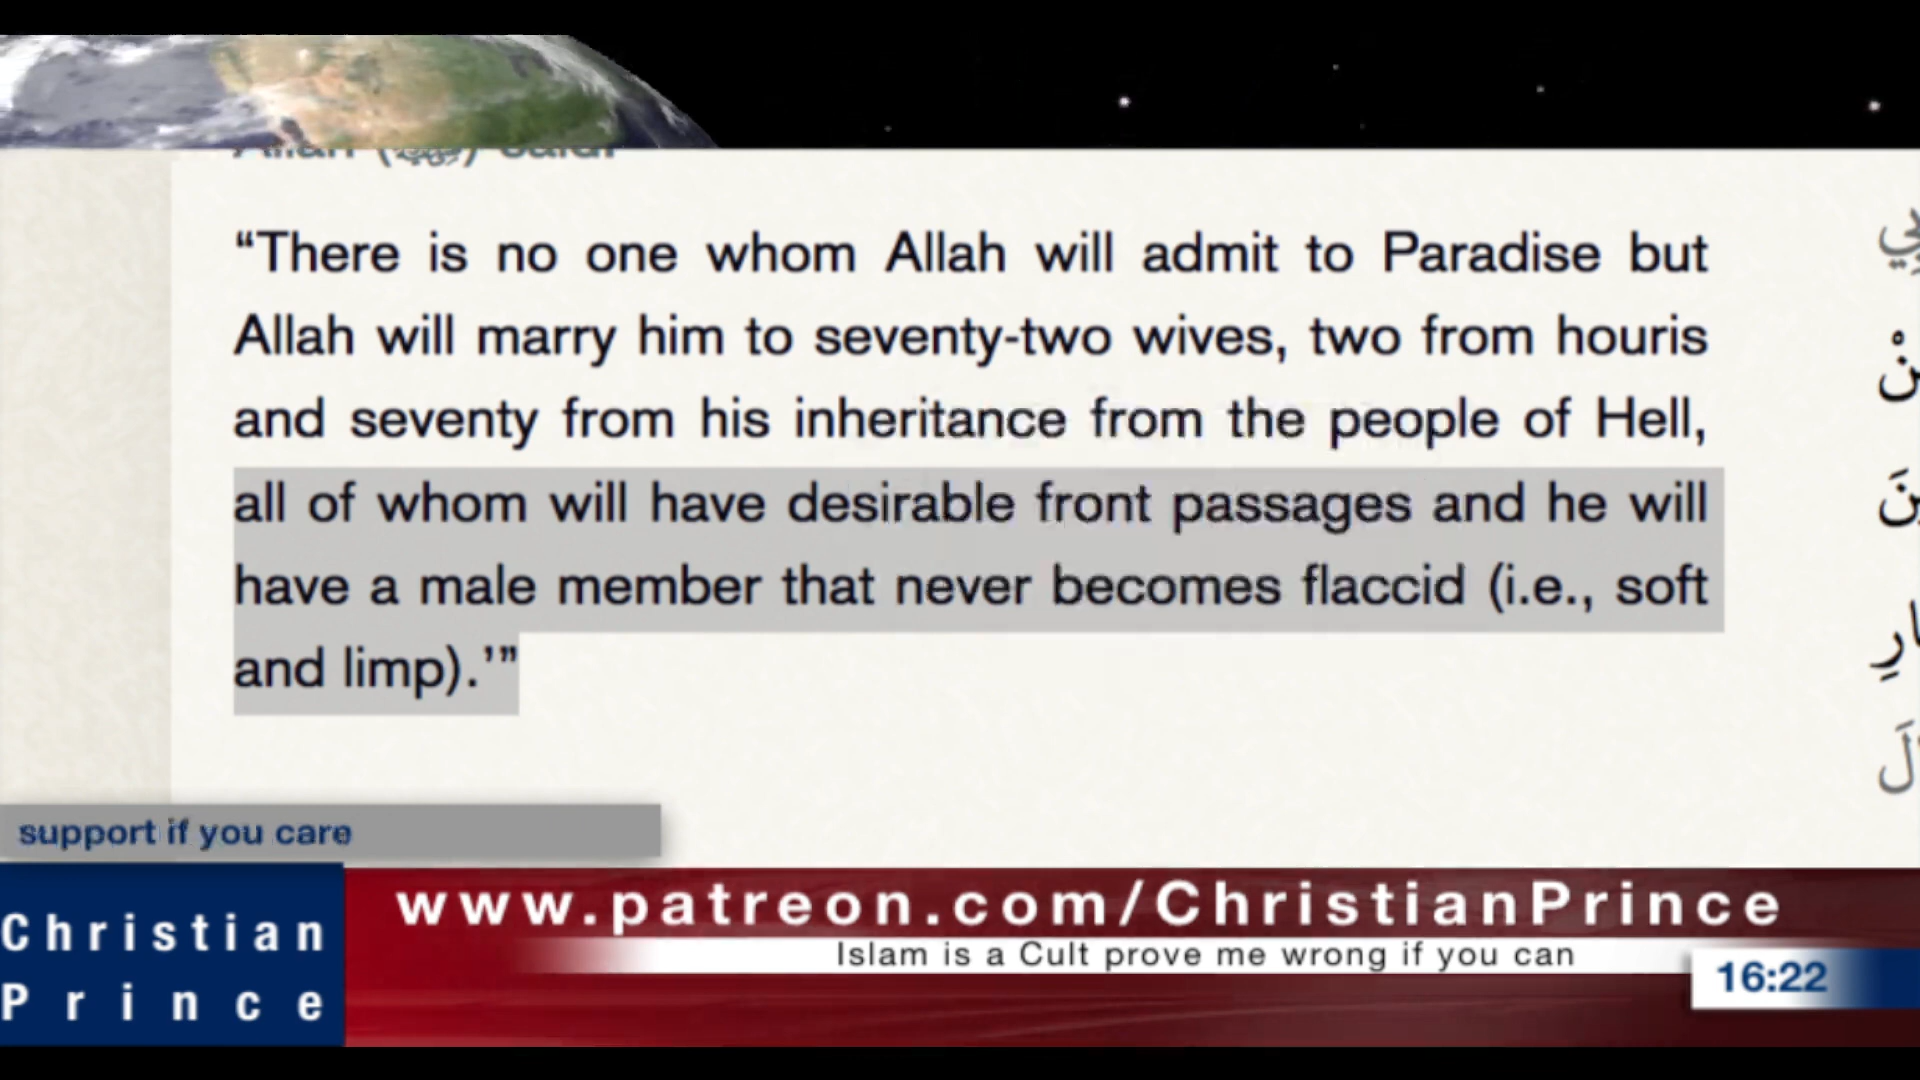 “There is no one whom Allah will admit to Paradise but
Allah will marry him to seventy-two wives, two from houris
and seventy from his inheritance from the people of Hell,
all of whom will have desirable front passages and he will
have a male member that never becomes flaccid (i.e., soft
and limp).’”
support if you care
Christian
Prince
www.patreon.com/ChristianPrince
Islam is a Cult prove me wrong if you can
16:22